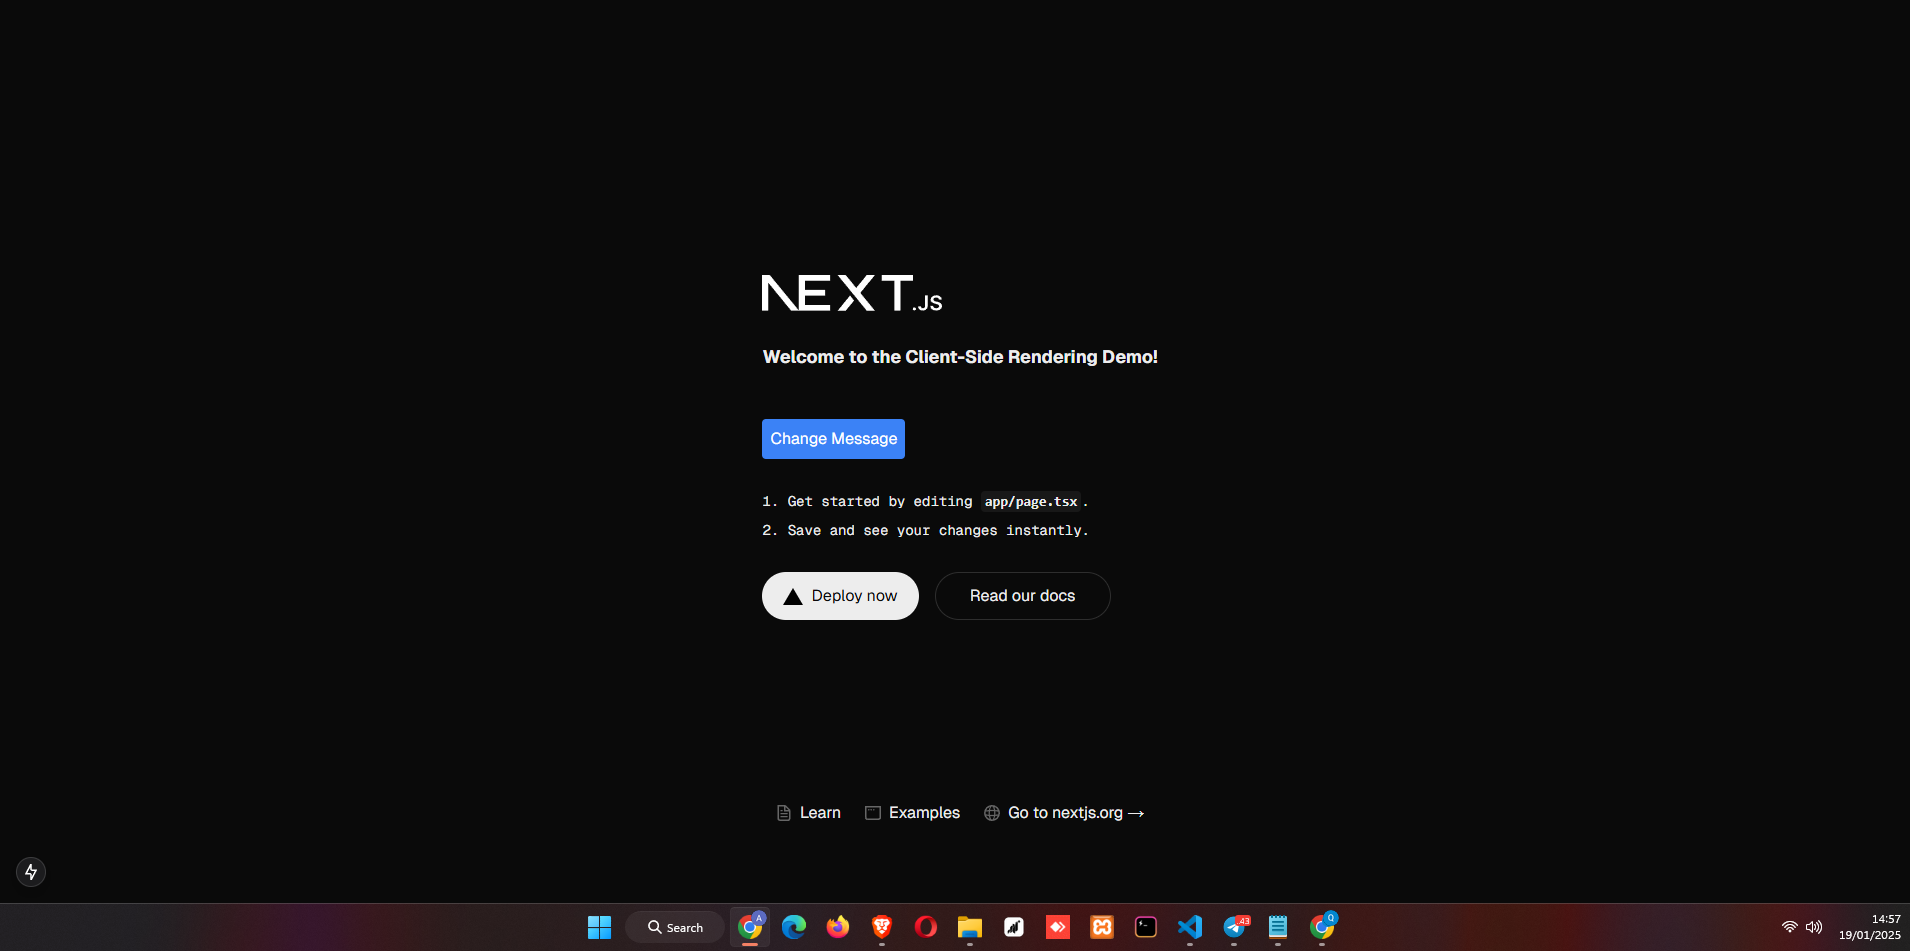 NEXT.JS
Welcome to the Client-Side Rendering Demo!
Change Message
1. Get started by editing app/page.tsx.
2. Save and see your changes instantly.
Deploy now
Read our docs
Learn
Examples
Go to nextjs.org →
Search
A
43
Q
14:57
19/01/2025